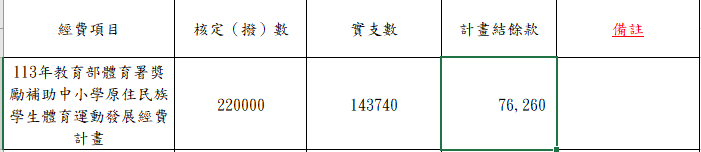 經費項目 核定（撥）數 實支數 計畫結餘款 備註
113年教育部體育署獎
勵補助中小學原住民族
學生體育運動發展經費
計畫
220000 143740 76,260